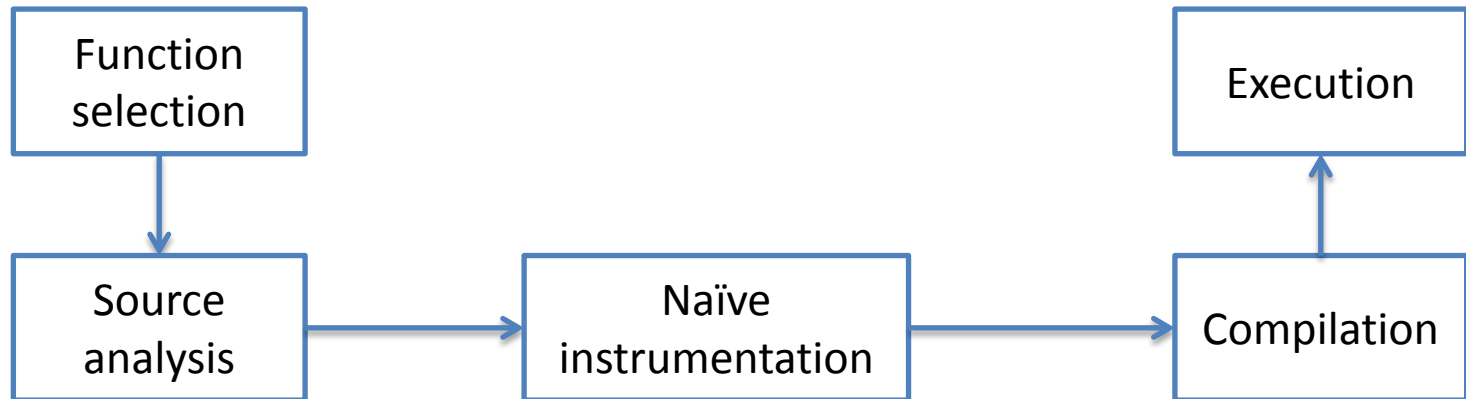 Function
selection
Execution
Source
analysis
Naïve
instrumentation
Compilation